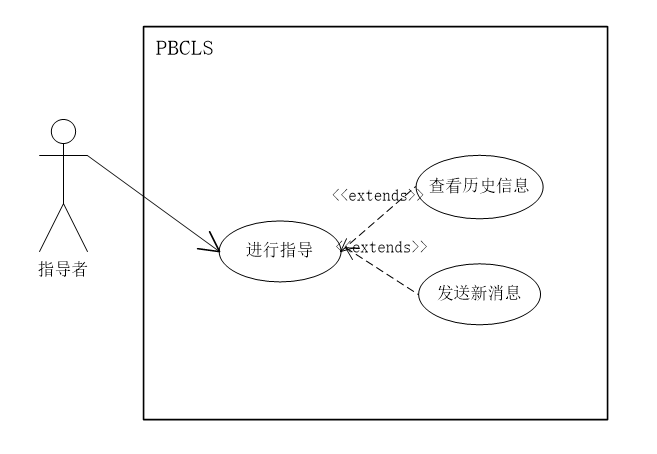 PBCLS
查看历史信息
<<extends>>
进行指导
<<extends>>
指导者
发送新消息